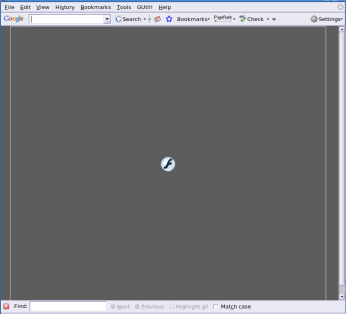 File Edit View History Bookmarks Tools GUtil! Help
Google Search Bookmarks PageRank Check Settings
Find: Next Previous Highlight all Match case